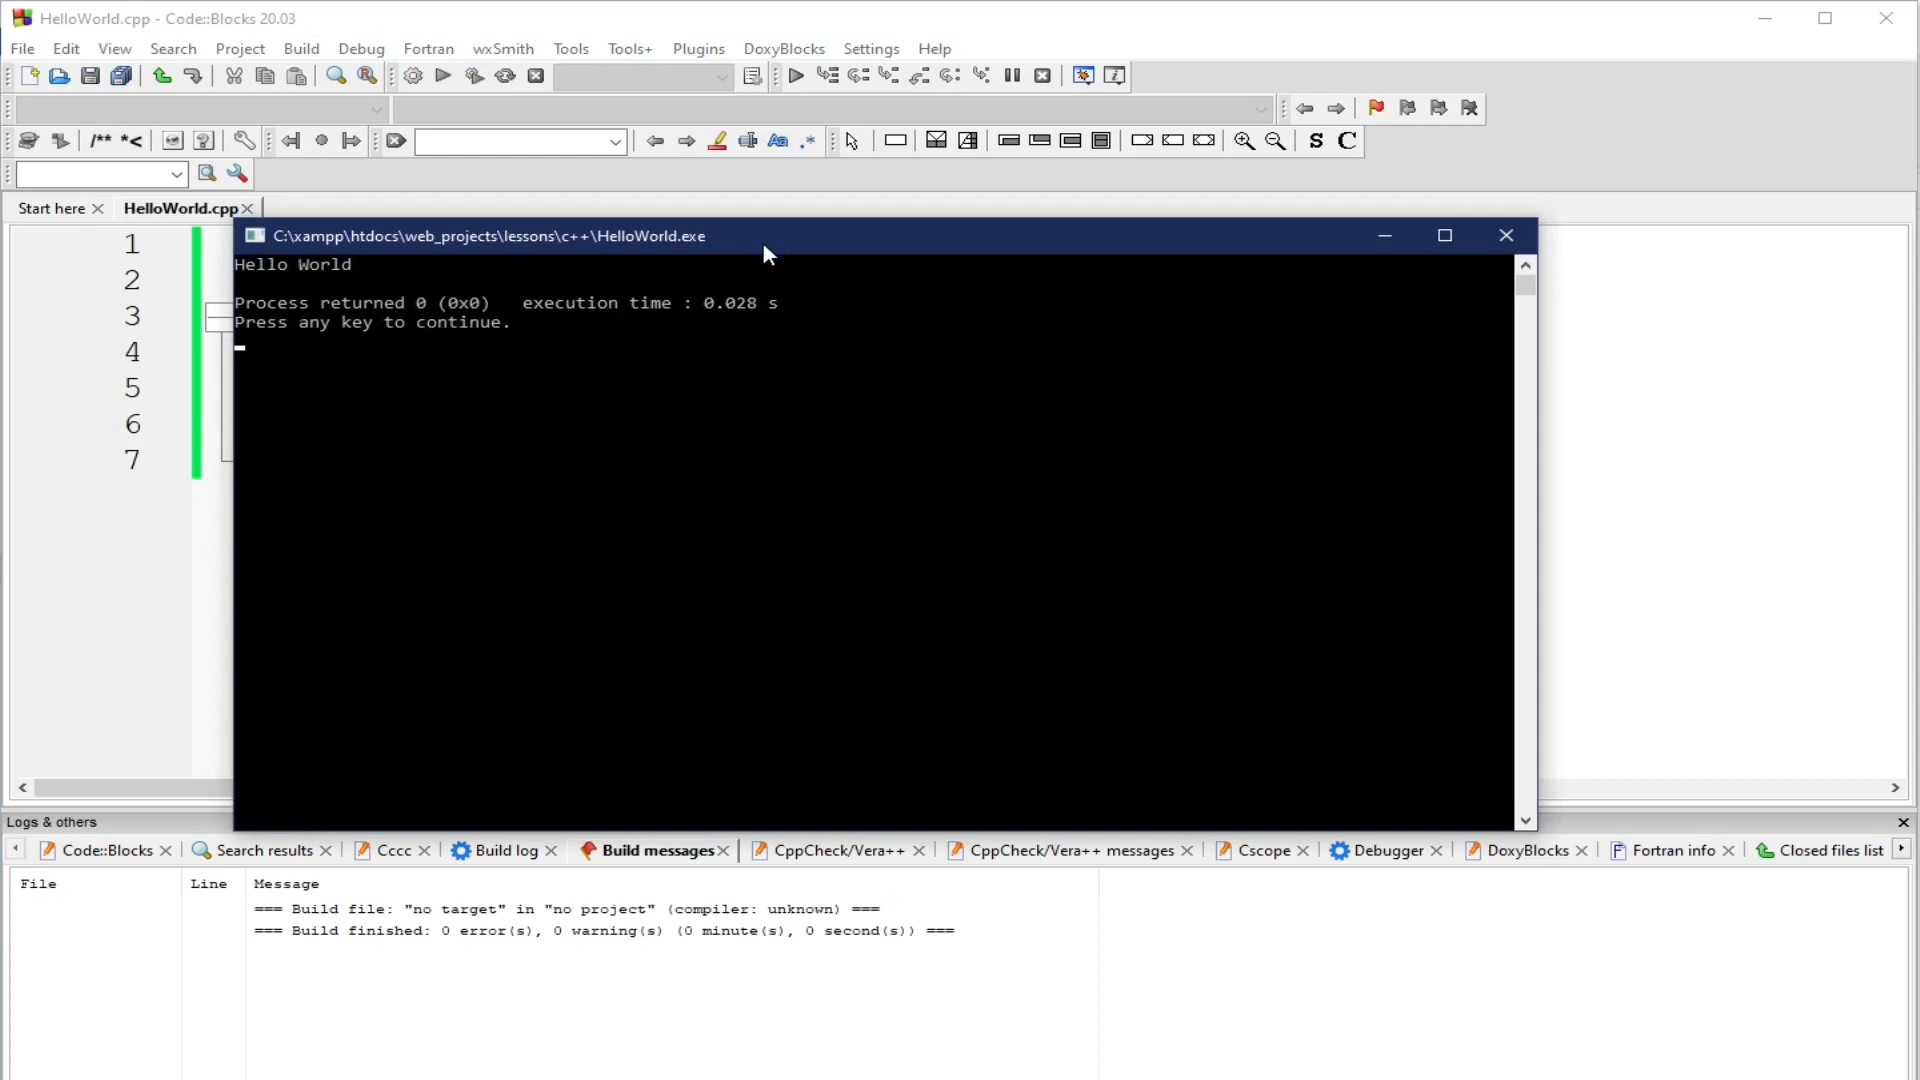 HelloWorld.cpp - Code::Blocks 20.03
File Edit View Search Project Build Debug Fortran wxSmith Tools Tools+ Plugins DoxyBlocks Settings Help
/** *<
Aa .*
S C
Start here HelloWorld.cpp
C:\xampp\htdocs\web_projects\lessons\c++\HelloWorld.exe
1
2
3
4
5
6
7
Hello World
Process returned 0 (0x0)   execution time : 0.028 s
Press any key to continue.
Logs & others
Code::Blocks Search results Cccc Build log Build messages CppCheck/Vera++ CppCheck/Vera++ messages Cscope Debugger DoxyBlocks Fortran info Closed files list
File Line Message
=== Build file: "no target" in "no project" (compiler: unknown) ===
=== Build finished: 0 error(s), 0 warning(s) (0 minute(s), 0 second(s)) ===